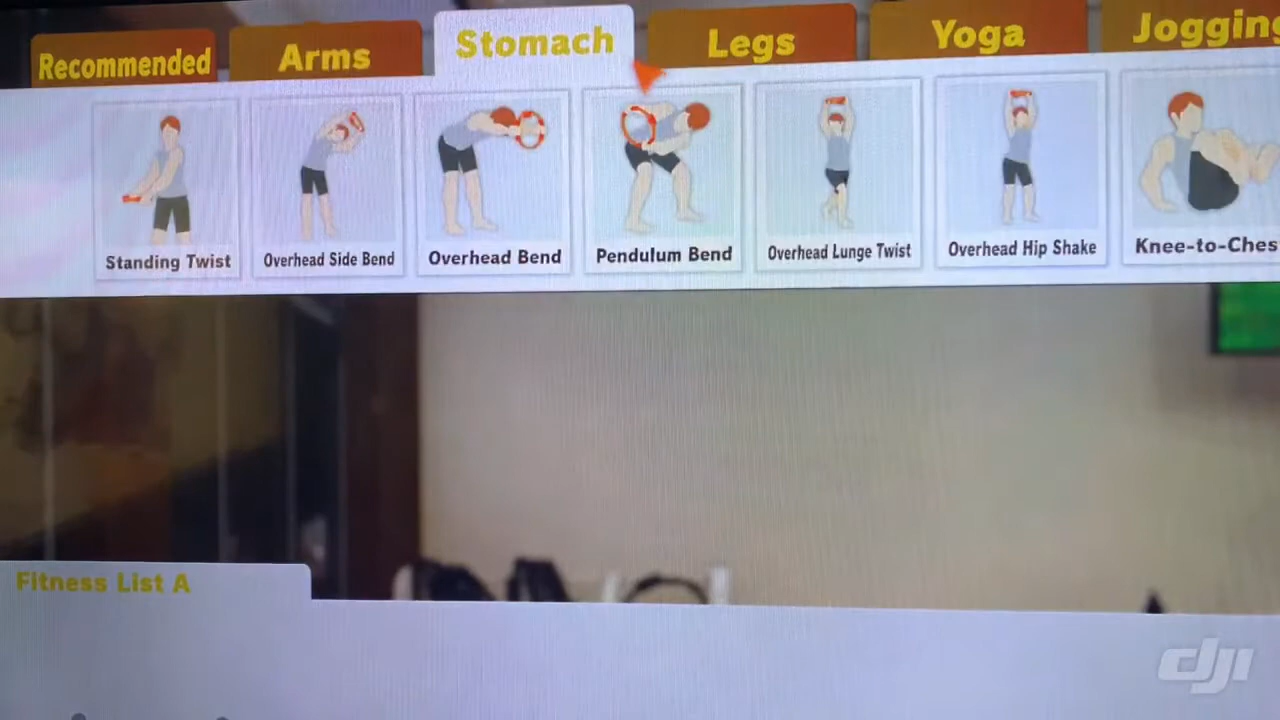 Recommended
Arms
Stomach
Legs
Yoga
Jogging
Standing Twist
Overhead Side Bend
Overhead Bend
Pendulum Bend
Overhead Lunge Twist
Overhead Hip Shake
Knee-to-Ches
Fitness List A
dji